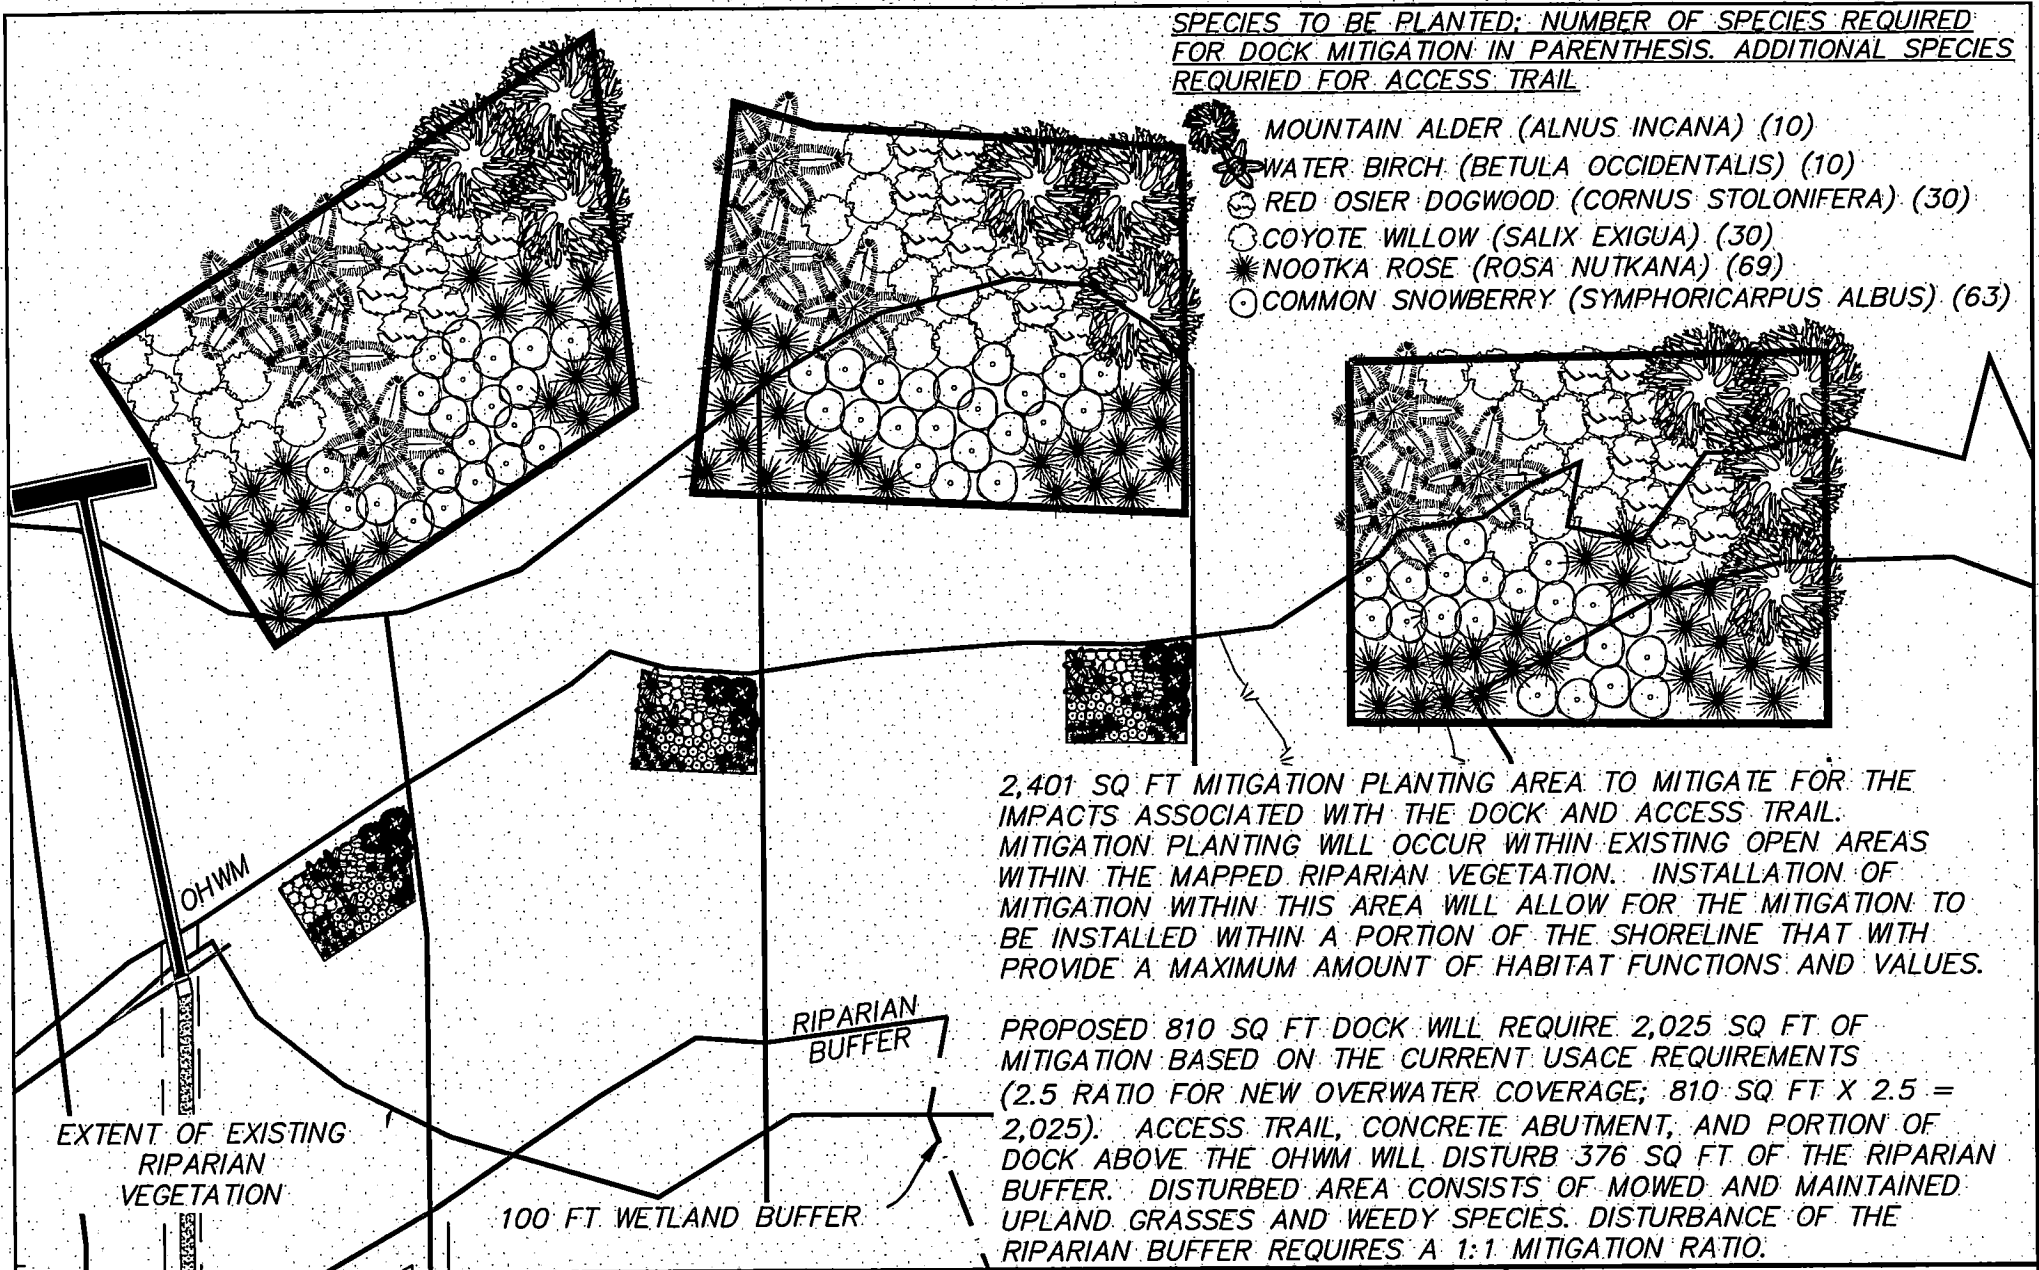 SPECIES TO BE PLANTED; NUMBER OF SPECIES REQUIRED
FOR DOCK MITIGATION IN PARENTHESIS. ADDITIONAL SPECIES
REQURIED FOR ACCESS TRAIL
MOUNTAIN ALDER (ALNUS INCANA) (10)
WATER BIRCH (BETULA OCCIDENTALIS) (10)
RED OSIER DOGWOOD (CORNUS STOLONIFERA) (30)
COYOTE WILLOW (SALIX EXIGUA) (30)
NOOTKA ROSE (ROSA NUTKANA) (69)
COMMON SNOWBERRY (SYMPHORICARPUS ALBUS) (63)
2,401 SQ FT MITIGATION PLANTING AREA TO MITIGATE FOR THE
IMPACTS ASSOCIATED WITH THE DOCK AND ACCESS TRAIL.
MITIGATION PLANTING WILL OCCUR WITHIN EXISTING OPEN AREAS
WITHIN THE MAPPED RIPARIAN VEGETATION. INSTALLATION OF
MITIGATION WITHIN THIS AREA WILL ALLOW FOR THE MITIGATION TO
BE INSTALLED WITHIN A PORTION OF THE SHORELINE THAT WITH
PROVIDE A MAXIMUM AMOUNT OF HABITAT FUNCTIONS AND VALUES.
PROPOSED 810 SQ FT DOCK WILL REQUIRE 2,025 SQ FT OF
MITIGATION BASED ON THE CURRENT USACE REQUIREMENTS
(2.5 RATIO FOR NEW OVERWATER COVERAGE; 810 SQ FT X 2.5 =
2,025). ACCESS TRAIL, CONCRETE ABUTMENT, AND PORTION OF
DOCK ABOVE THE OHWM WILL DISTURB 376 SQ FT OF THE RIPARIAN
BUFFER. DISTURBED AREA CONSISTS OF MOWED AND MAINTAINED
UPLAND GRASSES AND WEEDY SPECIES. DISTURBANCE OF THE
RIPARIAN BUFFER REQUIRES A 1:1 MITIGATION RATIO.
OHWM
RIPARIAN
BUFFER
EXTENT OF EXISTING
RIPARIAN
VEGETATION
100 FT WETLAND BUFFER